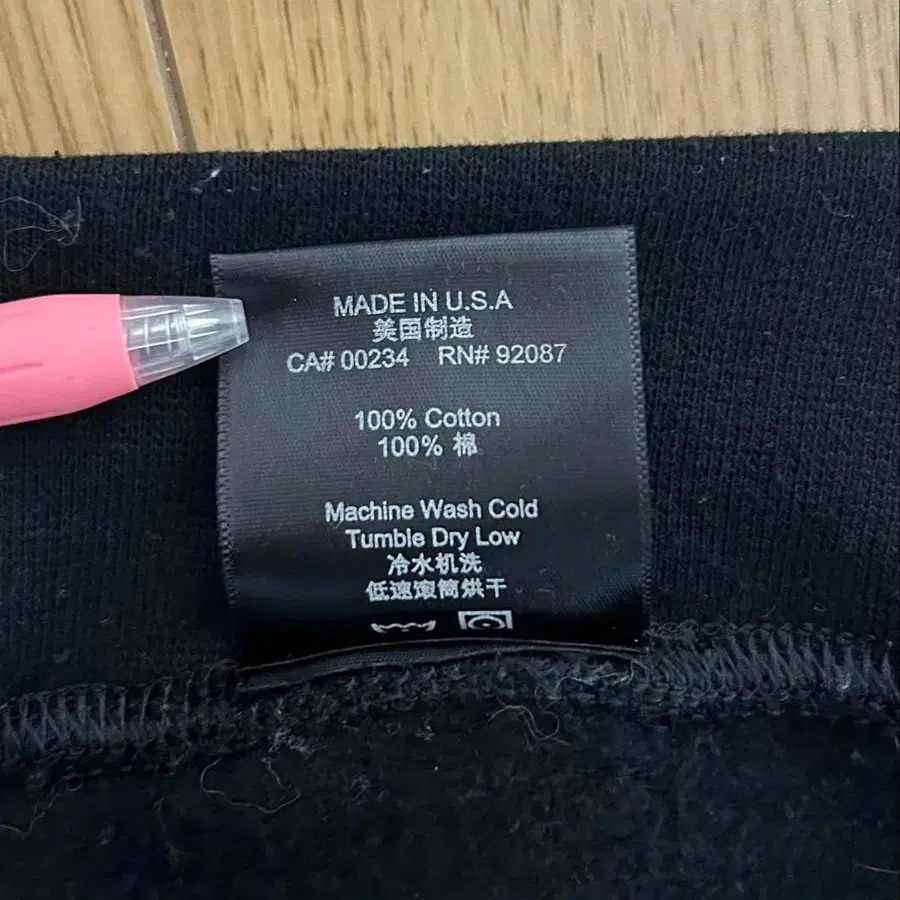 MADE IN U.S.A
美国制造
CA# 00234 RN# 92087
100% Cotton
100% 棉
Machine Wash Cold
Tumble Dry Low
冷水机洗
低速滚筒烘干